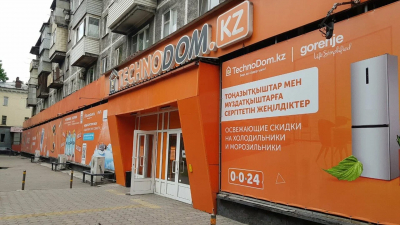 TECHNODOM.KZ
TechnoDom.kz
gorenje
Life Simplified
ТОҢАЗЫТҚЫШТАР МЕН
МҰЗДАТҚЫШТАРҒА
СЕРГІТЕТІН ЖЕҢІЛДІКТЕР
ОСВЕЖАЮЩИЕ СКИДКИ
НА ХОЛОДИЛЬНИКИ
И МОРОЗИЛЬНИКИ
0-0-24